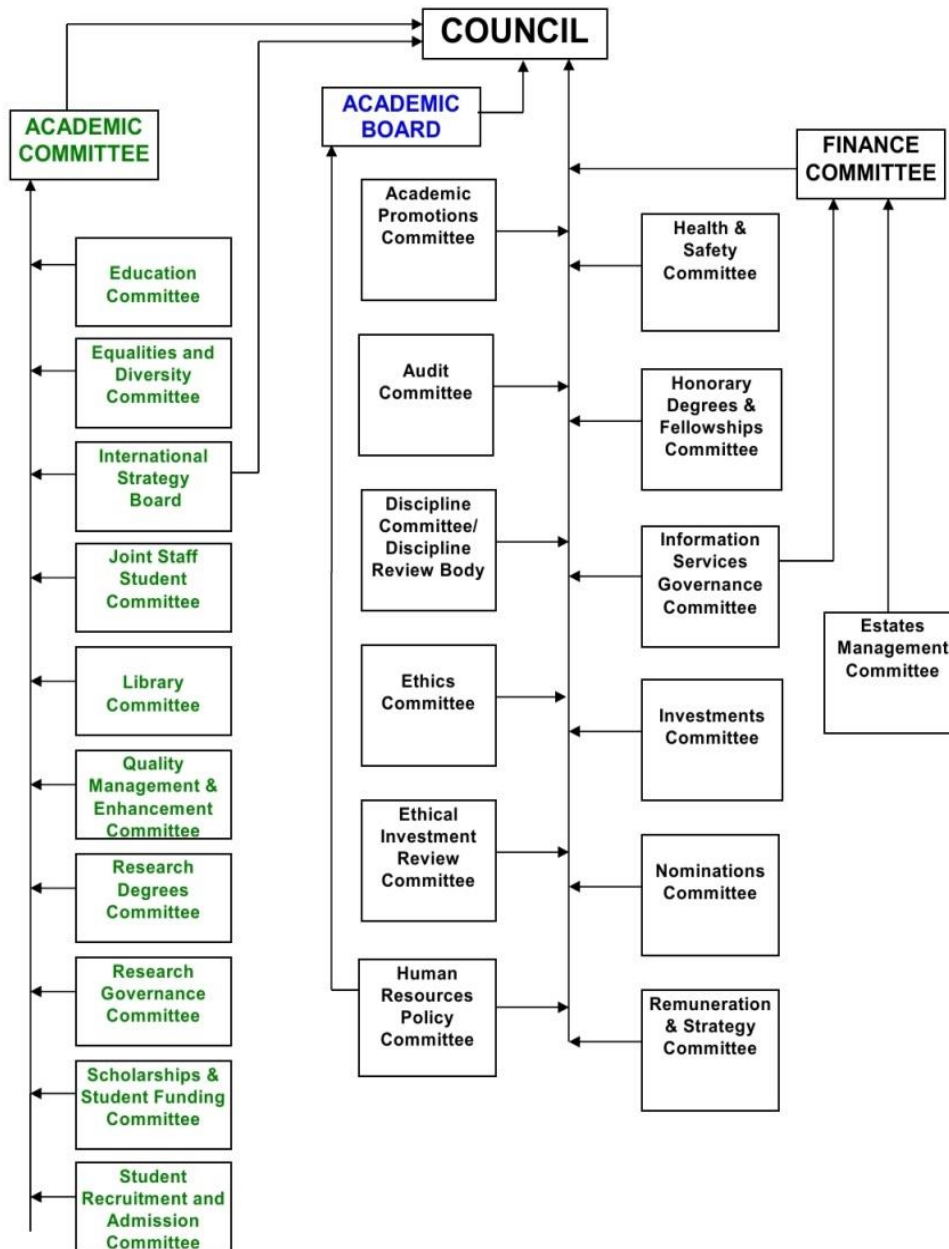 COUNCIL
ACADEMIC
COMMITTEE
Education
Committee
Equalities and
Diversity
Committee
International
Strategy
Board
Joint Staff
Student
Committee
Library
Committee
Quality
Management &
Enhancement
Committee
Research
Degrees
Committee
Research
Governance
Committee
Scholarships &
Student Funding
Committee
Student
Recruitment and
Admission
Committee
ACADEMIC
BOARD
Academic
Promotions
Committee
Audit
Committee
Discipline
Committee/
Discipline
Review Body
Ethics
Committee
Ethical
Investment
Review
Committee
Human
Resources
Policy
Committee
Health &
Safety
Committee
Honorary
Degrees &
Fellowships
Committee
Information
Services
Governance
Committee
Investments
Committee
Nominations
Committee
Remuneration
& Strategy
Committee
FINANCE
COMMITTEE
Estates
Management
Committee